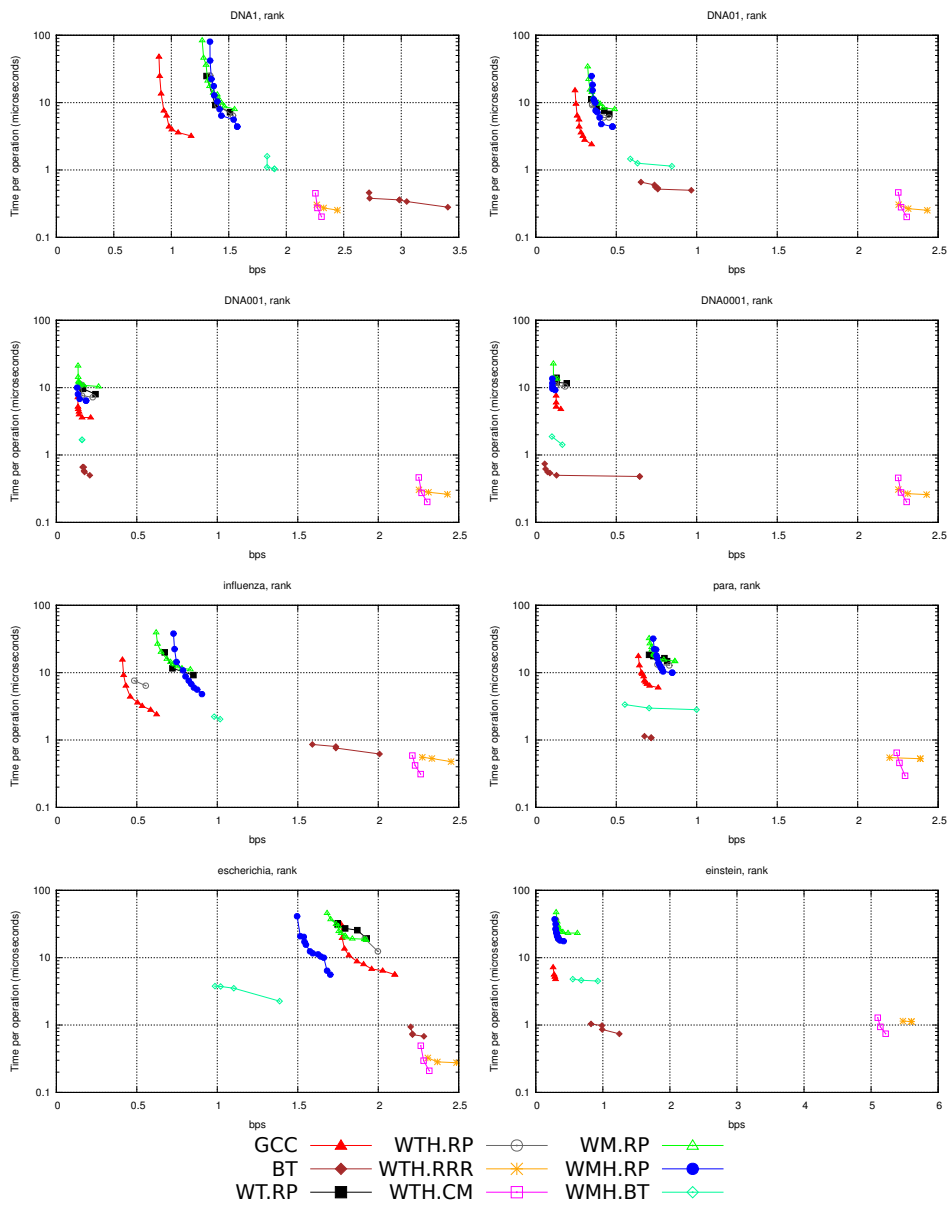 DNA1, rank
Time per operation (microseconds)
100
10
1
0.1
0 0.5 1 1.5 2 2.5 3 3.5
bps
DNA01, rank
Time per operation (microseconds)
100
10
1
0.1
0 0.5 1 1.5 2 2.5
bps
DNA001, rank
Time per operation (microseconds)
100
10
1
0.1
0 0.5 1 1.5 2 2.5
bps
DNA0001, rank
Time per operation (microseconds)
100
10
1
0.1
0 0.5 1 1.5 2 2.5
bps
influenza, rank
Time per operation (microseconds)
100
10
1
0.1
0 0.5 1 1.5 2 2.5
bps
para, rank
Time per operation (microseconds)
100
10
1
0.1
0 0.5 1 1.5 2 2.5
bps
escherichia, rank
Time per operation (microseconds)
100
10
1
0.1
0 0.5 1 1.5 2 2.5
bps
einstein, rank
Time per operation (microseconds)
100
10
1
0.1
0 1 2 3 4 5 6
bps
GCC WTH.RP WM.RP
BT WTH.RRR WMH.RP
WT.RP WTH.CM WMH.BT